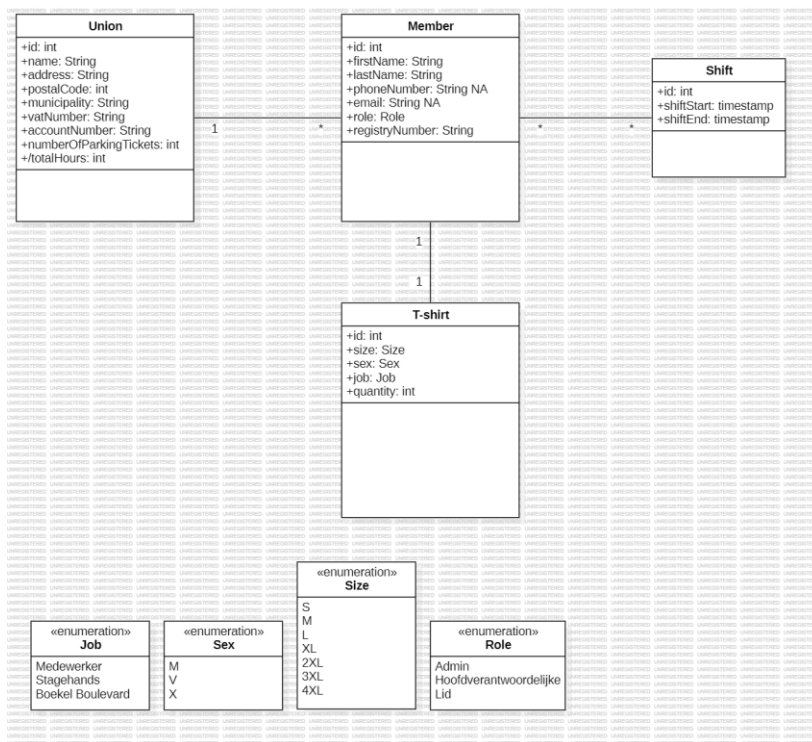 Union
+id: int
+name: String
+address: String
+postalCode: int
+municipality: String
+vatNumber: String
+accountNumber: String
+numberOfParkingTickets: int
+/totalHours: int
1
*
Member
+id: int
+firstName: String
+lastName: String
+phoneNumber: String NA
+email: String NA
+role: Role
+registryNumber: String
*
*
Shift
+id: int
+shiftStart: timestamp
+shiftEnd: timestamp
1
1
T-shirt
+id: int
+size: Size
+sex: Sex
+job: Job
+quantity: int
«enumeration»
Job
Medewerker
Stagehands
Boekel Boulevard
«enumeration»
Sex
M
V
X
«enumeration»
Size
S
M
L
XL
2XL
3XL
4XL
«enumeration»
Role
Admin
Hoofdverantwoordelijke
Lid
UNREGISTERED